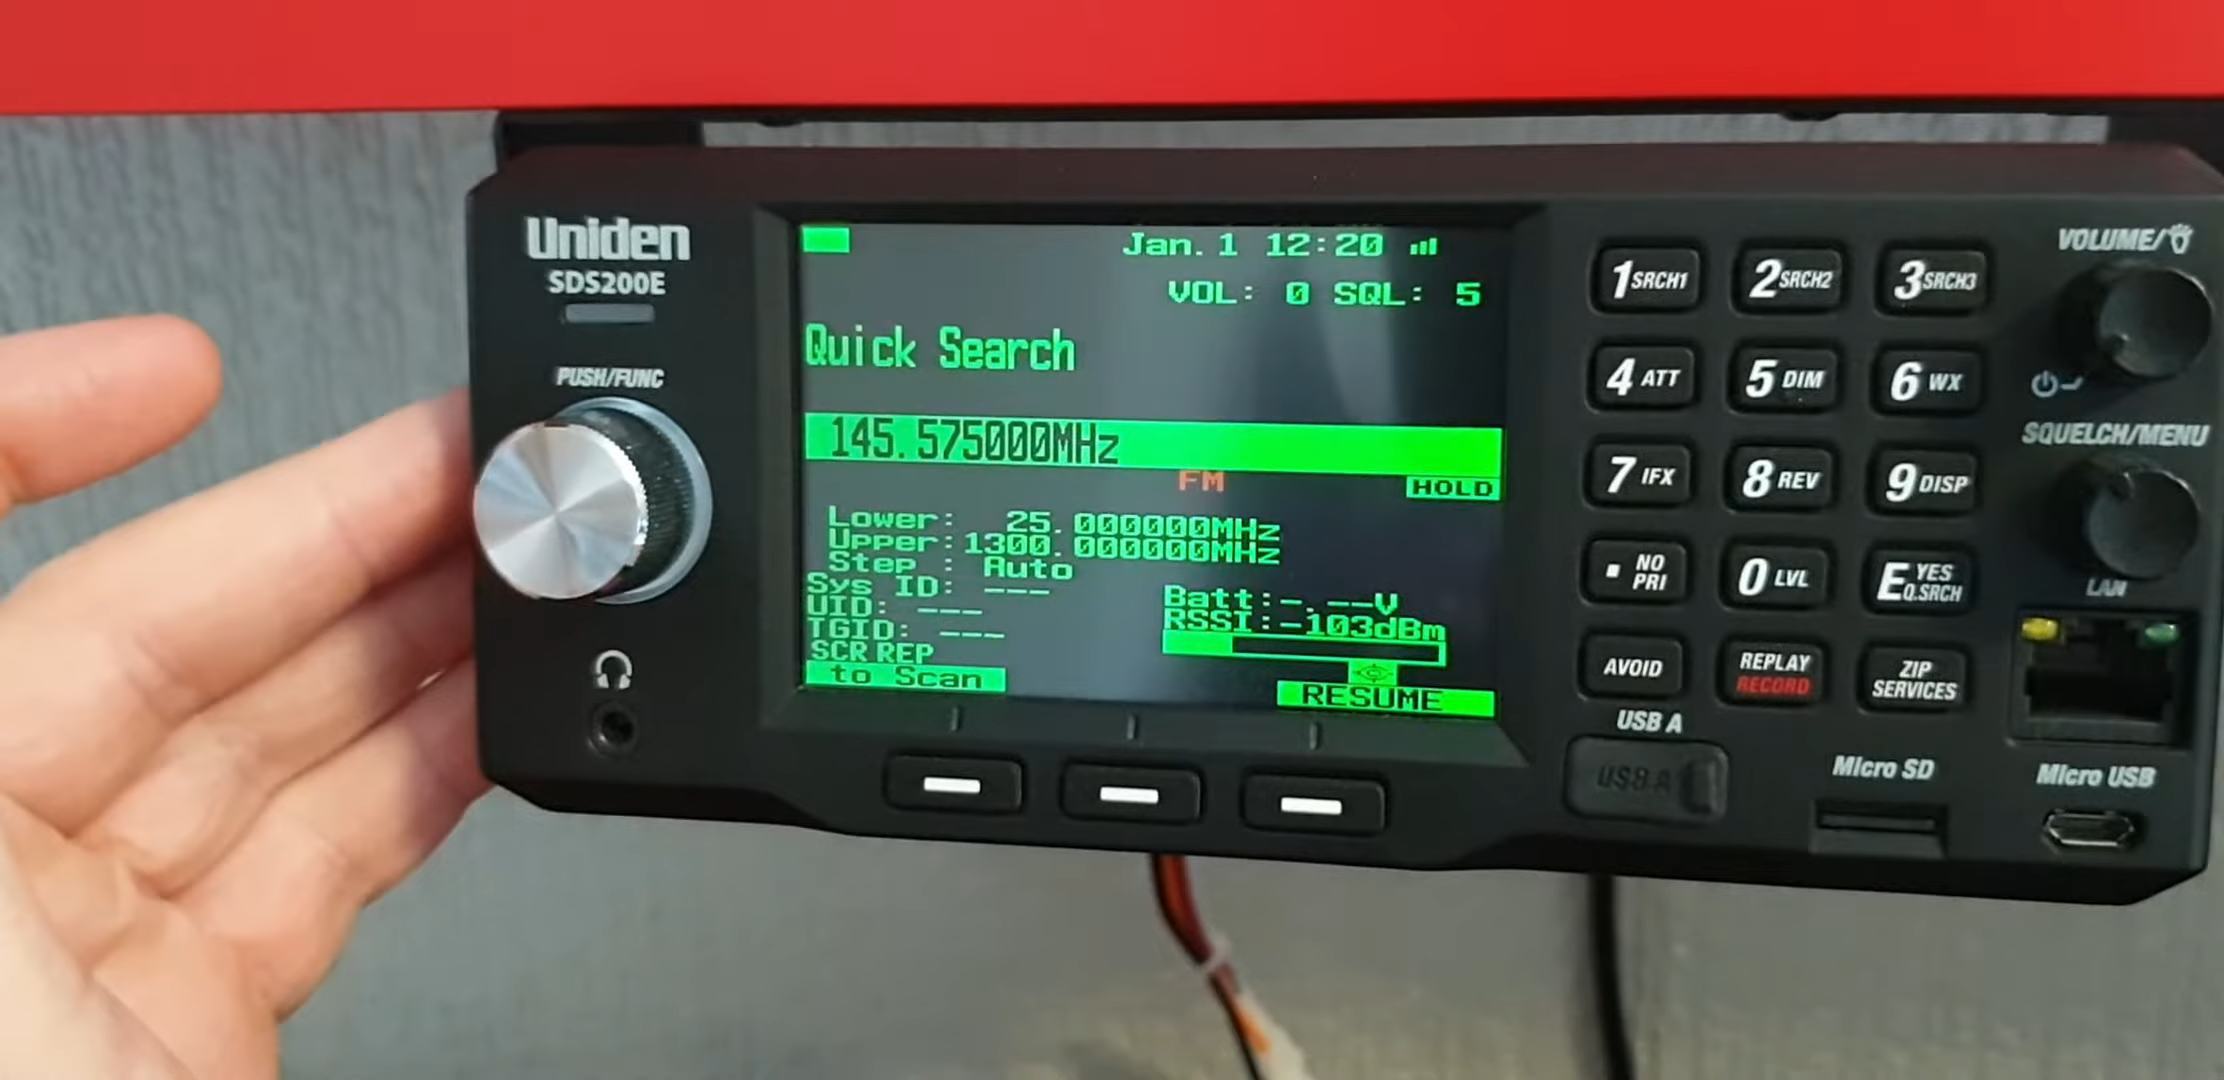 Uniden
SDS200E
PUSH/FUNC
Jan. 1 12:20
VOL: 0 SQL: 5
Quick Search
145.575000MHz
FM
HOLD
Lower: 25.000000MHz
Upper:1300.000000MHz
Step : Auto
Sys ID: ---
UID: ---
TGID: ---
Batt:-.--V
RSSI:-103dBm
SCR REP
to Scan
RESUME
1 SRCH1
2 SRCH2
3 SRCH3
4 ATT
5 DIM
6 WX
7 IFX
8 REV
9 DISP
. NO PRI
0 LVL
E YES Q.SRCH
AVOID
REPLAY
RECORD
ZIP
SERVICES
VOLUME/
SQUELCH/MENU
LAN
USB A
USB A
Micro SD
Micro USB